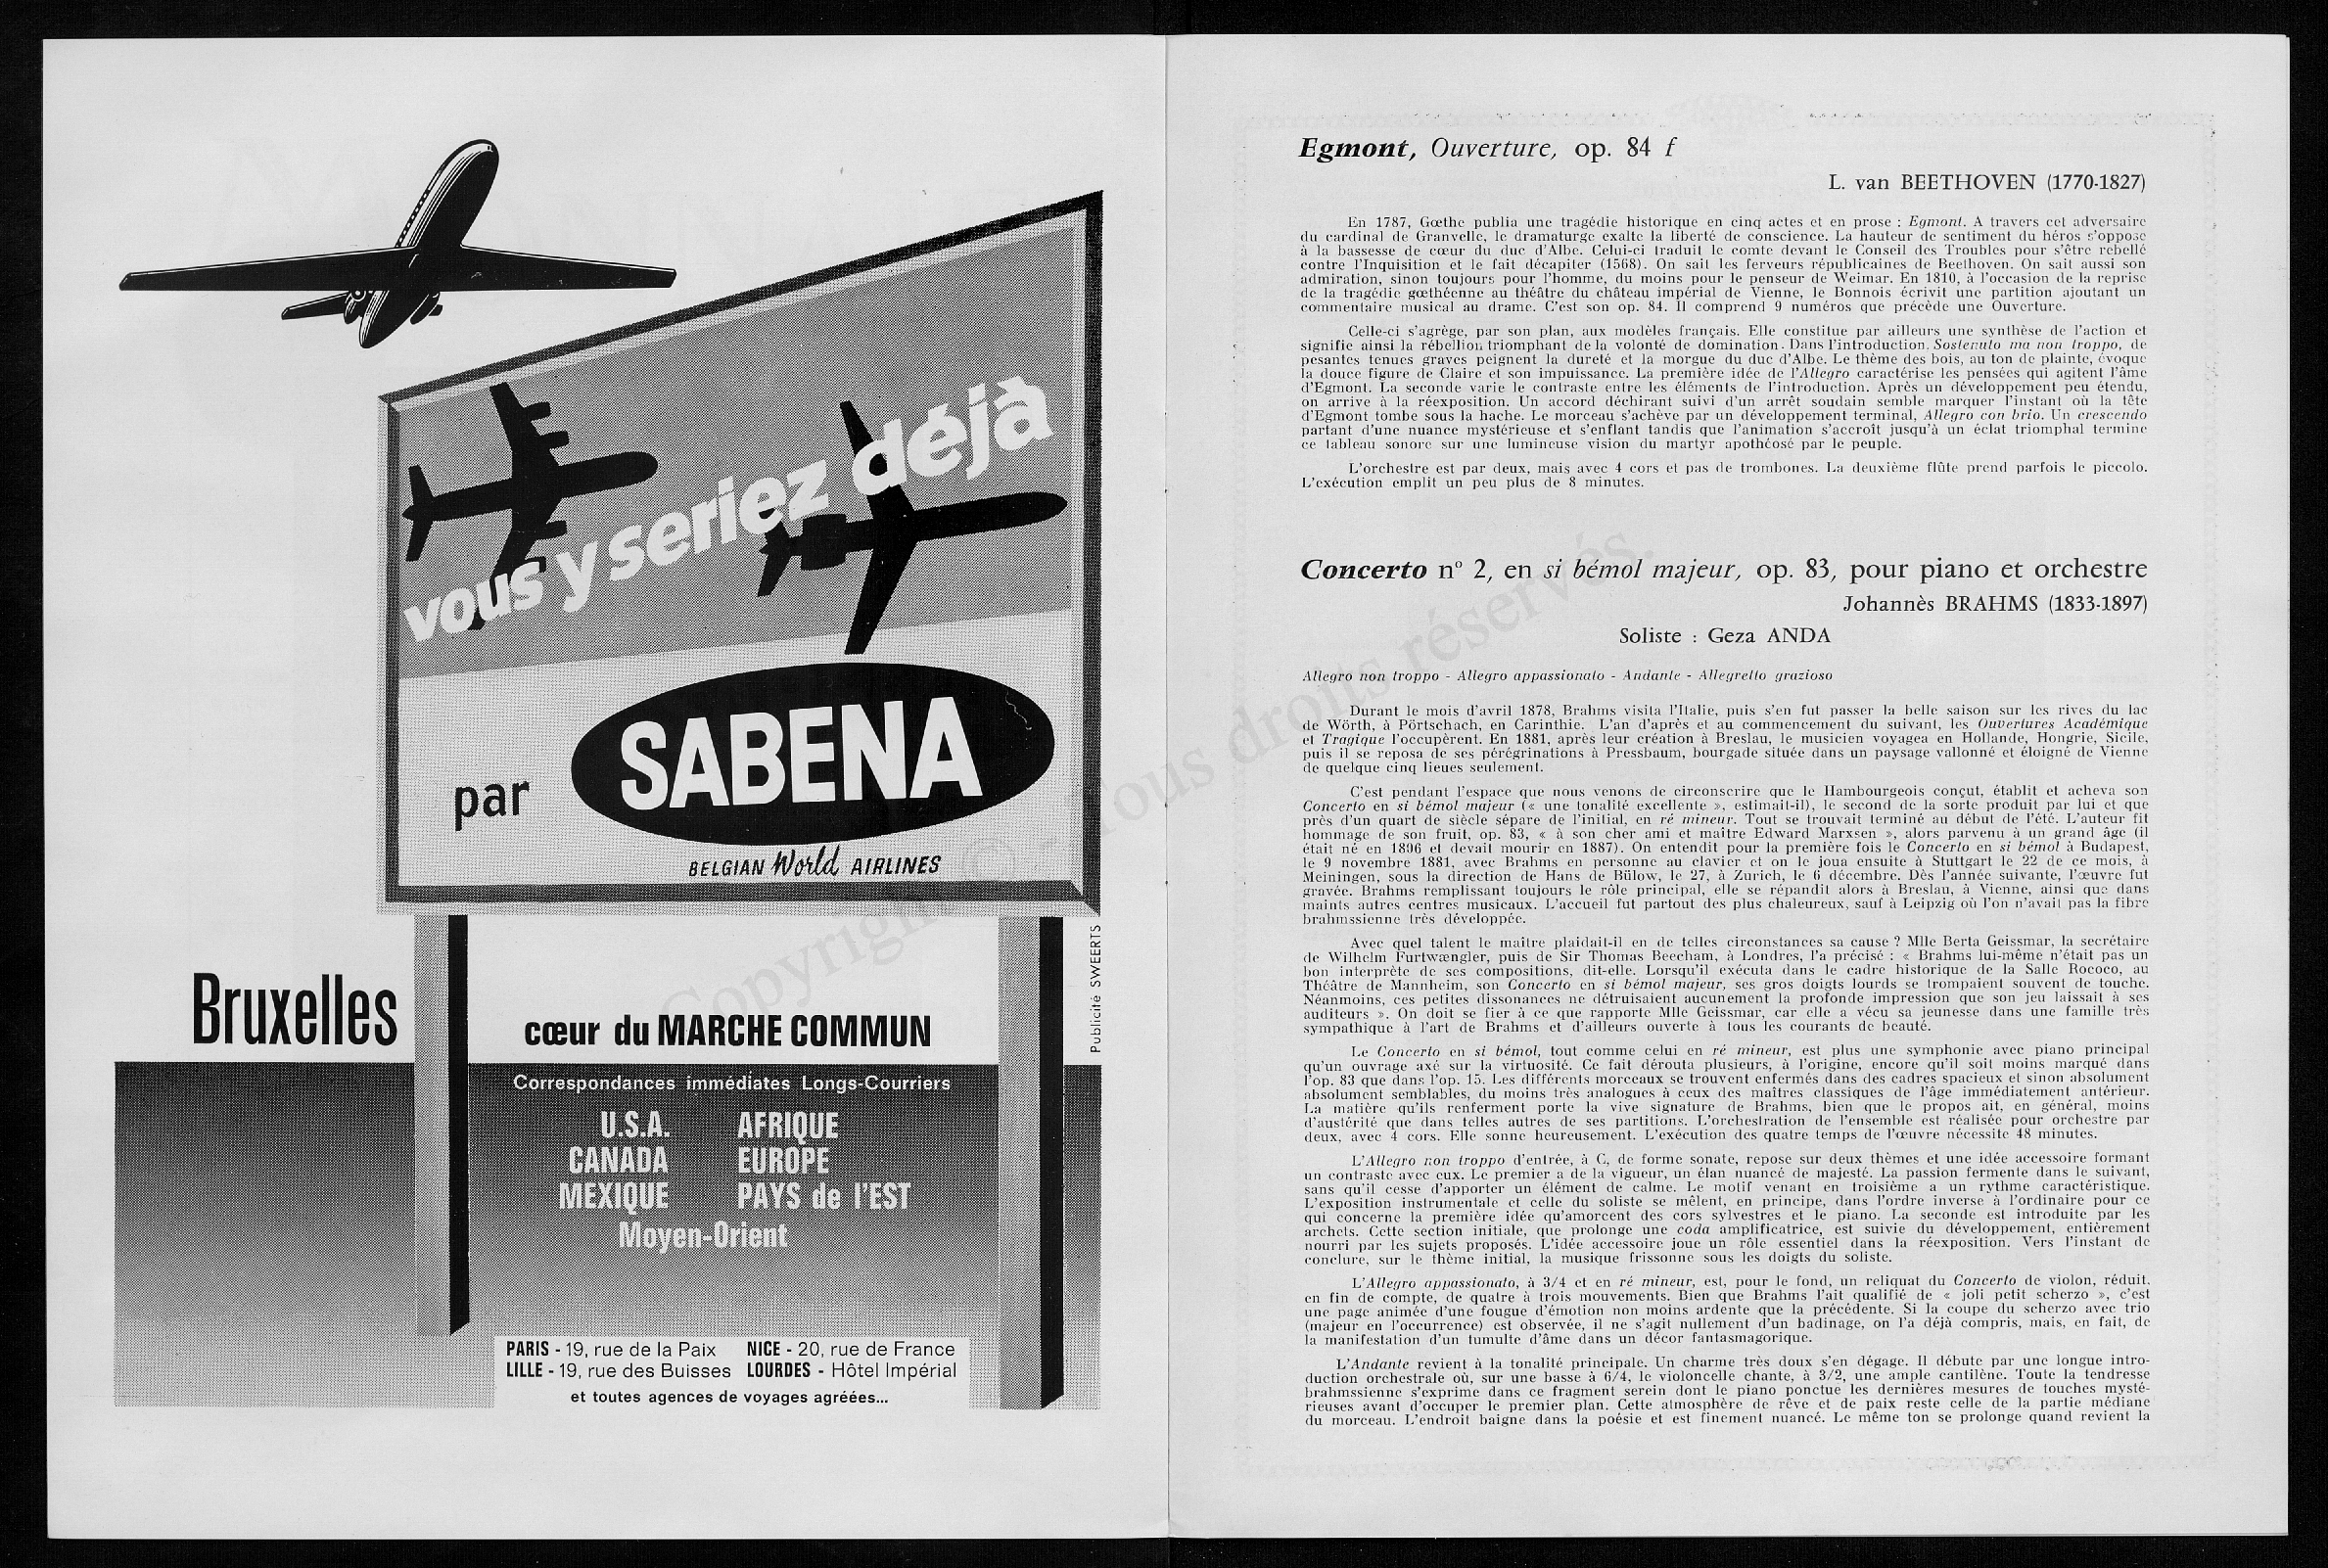 vous y seriez déjà
par SABENA
BELGIAN World AIRLINES
Publicité SWEERTS
Bruxelles
cœur du MARCHE COMMUN
Correspondances immédiates Longs-Courriers
U.S.A. AFRIQUE
CANADA EUROPE
MEXIQUE PAYS de l'EST
Moyen-Orient
PARIS - 19, rue de la Paix NICE - 20, rue de France
LILLE - 19, rue des Buisses LOURDES - Hôtel Impérial
et toutes agences de voyages agréées...
Egmont, Ouverture, op. 84 f
L. van BEETHOVEN (1770-1827)
En 1787, Gœthe publia une tragédie historique en cinq actes et en prose : Egmont. A travers cet adversaire
du cardinal de Granvelle, le dramaturge exalte la liberté de conscience. La hauteur de sentiment du héros s'oppose
à la bassesse de cœur du duc d'Albe. Celui-ci traduit le comte devant le Conseil des Troubles pour s'être rebellé
contre l'Inquisition et le fait décapiter (1568). On sait les ferveurs républicaines de Beethoven. On sait aussi son
admiration, sinon toujours pour l'homme, du moins pour le penseur de Weimar. En 1810, à l'occasion de la reprise
de la tragédie gœthéenne au théâtre du château impérial de Vienne, le Bonnois écrivit une partition ajoutant un
commentaire musical au drame. C'est son op. 84. Il comprend 9 numéros que précède une Ouverture.
Celle-ci s'agrège, par son plan, aux modèles français. Elle constitue par ailleurs une synthèse de l'action et
signifie ainsi la rébellion triomphant de la volonté de domination. Dans l'introduction, Sostenuto ma non troppo, de
pesantes tenues graves peignent la dureté et la morgue du duc d'Albe. Le thème des bois, au ton de plainte, évoque
la douce figure de Claire et son impuissance. La première idée de l'Allegro caractérise les pensées qui agitent l'âme
d'Egmont. La seconde varie le contraste entre les éléments de l'introduction. Après un développement peu étendu,
on arrive à la réexposition. Un accord déchirant suivi d'un arrêt soudain semble marquer l'instant où la tête
d'Egmont tombe sous la hache. Le morceau s'achève par un développement terminal, Allegro con brio. Un crescendo
partant d'une nuance mystérieuse et s'enflant tandis que l'animation s'accroît jusqu'à un éclat triomphal termine
ce tableau sonore sur une lumineuse vision du martyr apothéosé par le peuple.
L'orchestre est par deux, mais avec 4 cors et pas de trombones. La deuxième flûte prend parfois le piccolo.
L'exécution emplit un peu plus de 8 minutes.
Concerto n° 2, en si bémol majeur, op. 83, pour piano et orchestre
Johannès BRAHMS (1833-1897)
Soliste : Geza ANDA
Allegro non troppo - Allegro appassionato - Andante - Allegretto grazioso
Durant le mois d'avril 1878, Brahms visita l'Italie, puis s'en fut passer la belle saison sur les rives du lac
de Wörth, à Pörtschach, en Carinthie. L'an d'après et au commencement du suivant, les Ouvertures Académique
et Tragique l'occupèrent. En 1881, après leur création à Breslau, le musicien voyagea en Hollande, Hongrie, Sicile,
puis il se reposa de ses pérégrinations à Pressbaum, bourgade située dans un paysage vallonné et éloigné de Vienne
de quelque cinq lieues seulement.
C'est pendant l'espace que nous venons de circonscrire que le Hambourgeois conçut, établit et acheva son
Concerto en si bémol majeur (« une tonalité excellente », estimait-il), le second de la sorte produit par lui et que
près d'un quart de siècle sépare de l'initial, en ré mineur. Tout se trouvait terminé au début de l'été. L'auteur fit
hommage de son fruit, op. 83, « à son cher ami et maître Edward Marxsen », alors parvenu à un grand âge (il
était né en 1806 et devait mourir en 1887). On entendit pour la première fois le Concerto en si bémol à Budapest,
le 9 novembre 1881, avec Brahms en personne au clavier et on le joua ensuite à Stuttgart le 22 de ce mois, à
Meiningen, sous la direction de Hans de Bülow, le 27, à Zurich, le 6 décembre. Dès l'année suivante, l'œuvre fut
gravée. Brahms remplissant toujours le rôle principal, elle se répandit alors à Breslau, à Vienne, ainsi que dans
maints autres centres musicaux. L'accueil fut partout des plus chaleureux, sauf à Leipzig où l'on n'avait pas la fibre
brahmssienne très développée.
Avec quel talent le maître plaidait-il en de telles circonstances sa cause ? Mlle Berta Geissmar, la secrétaire
de Wilhelm Furtwængler, puis de Sir Thomas Beecham, à Londres, l'a précisé : « Brahms lui-même n'était pas un
bon interprète de ses compositions, dit-elle. Lorsqu'il exécuta dans le cadre historique de la Salle Rococo, au
Théâtre de Mannheim, son Concerto en si bémol majeur, ses gros doigts lourds se trompaient souvent de touche.
Néanmoins, ces petites dissonances ne détruisaient aucunement la profonde impression que son jeu laissait à ses
auditeurs ». On doit se fier à ce que rapporte Mlle Geissmar, car elle a vécu sa jeunesse dans une famille très
sympathique à l'art de Brahms et d'ailleurs ouverte à tous les courants de beauté.
Le Concerto en si bémol, tout comme celui en ré mineur, est plus une symphonie avec piano principal
qu'un ouvrage axé sur la virtuosité. Ce fait dérouta plusieurs, à l'origine, encore qu'il soit moins marqué dans
l'op. 83 que dans l'op. 15. Les différents morceaux se trouvent enfermés dans des cadres spacieux et sinon absolument
absolument semblables, du moins très analogues à ceux des maîtres classiques de l'âge immédiatement antérieur.
La matière qu'ils renferment porte la vive signature de Brahms, bien que le propos ait, en général, moins
d'austérité que dans telles autres de ses partitions. L'orchestration de l'ensemble est réalisée pour orchestre par
deux, avec 4 cors. Elle sonne heureusement. L'exécution des quatre temps de l'œuvre nécessite 48 minutes.
L'Allegro non troppo d'entrée, à C, de forme sonate, repose sur deux thèmes et une idée accessoire formant
un contraste avec eux. Le premier a de la vigueur, un élan nuancé de majesté. La passion fermente dans le suivant,
sans qu'il cesse d'apporter un élément de calme. Le motif venant en troisième a un rythme caractéristique.
L'exposition instrumentale et celle du soliste se mêlent, en principe, dans l'ordre inverse à l'ordinaire pour ce
qui concerne la première idée qu'amorcent des cors sylvestres et le piano. La seconde est introduite par les
archets. Cette section initiale, que prolonge une coda amplificatrice, est suivie du développement, entièrement
nourri par les sujets proposés. L'idée accessoire joue un rôle essentiel dans la réexposition. Vers l'instant de
conclure, sur le thème initial, la musique frissonne sous les doigts du soliste.
L'Allegro appassionato, à 3/4 et en ré mineur, est, pour le fond, un reliquat du Concerto de violon, réduit,
en fin de compte, de quatre à trois mouvements. Bien que Brahms l'ait qualifié de « joli petit scherzo », c'est
une page animée d'une fougue d'émotion non moins ardente que la précédente. Si la coupe du scherzo avec trio
(majeur en l'occurrence) est observée, il ne s'agit nullement d'un badinage, on l'a déjà compris, mais, en fait, de
la manifestation d'un tumulte d'âme dans un décor fantasmagorique.
L'Andante revient à la tonalité principale. Un charme très doux s'en dégage. Il débute par une longue intro-
duction orchestrale où, sur une basse à 6/4, le violoncelle chante, à 3/2, une ample cantilène. Toute la tendresse
brahmssienne s'exprime dans ce fragment serein dont le piano ponctue les dernières mesures de touches mysté-
rieuses avant d'occuper le premier plan. Cette atmosphère de rêve et de paix reste celle de la partie médiane
du morceau. L'endroit baigne dans la poésie et est finement nuancé. Le même ton se prolonge quand revient la
Copyright © - Tous droits réservés.